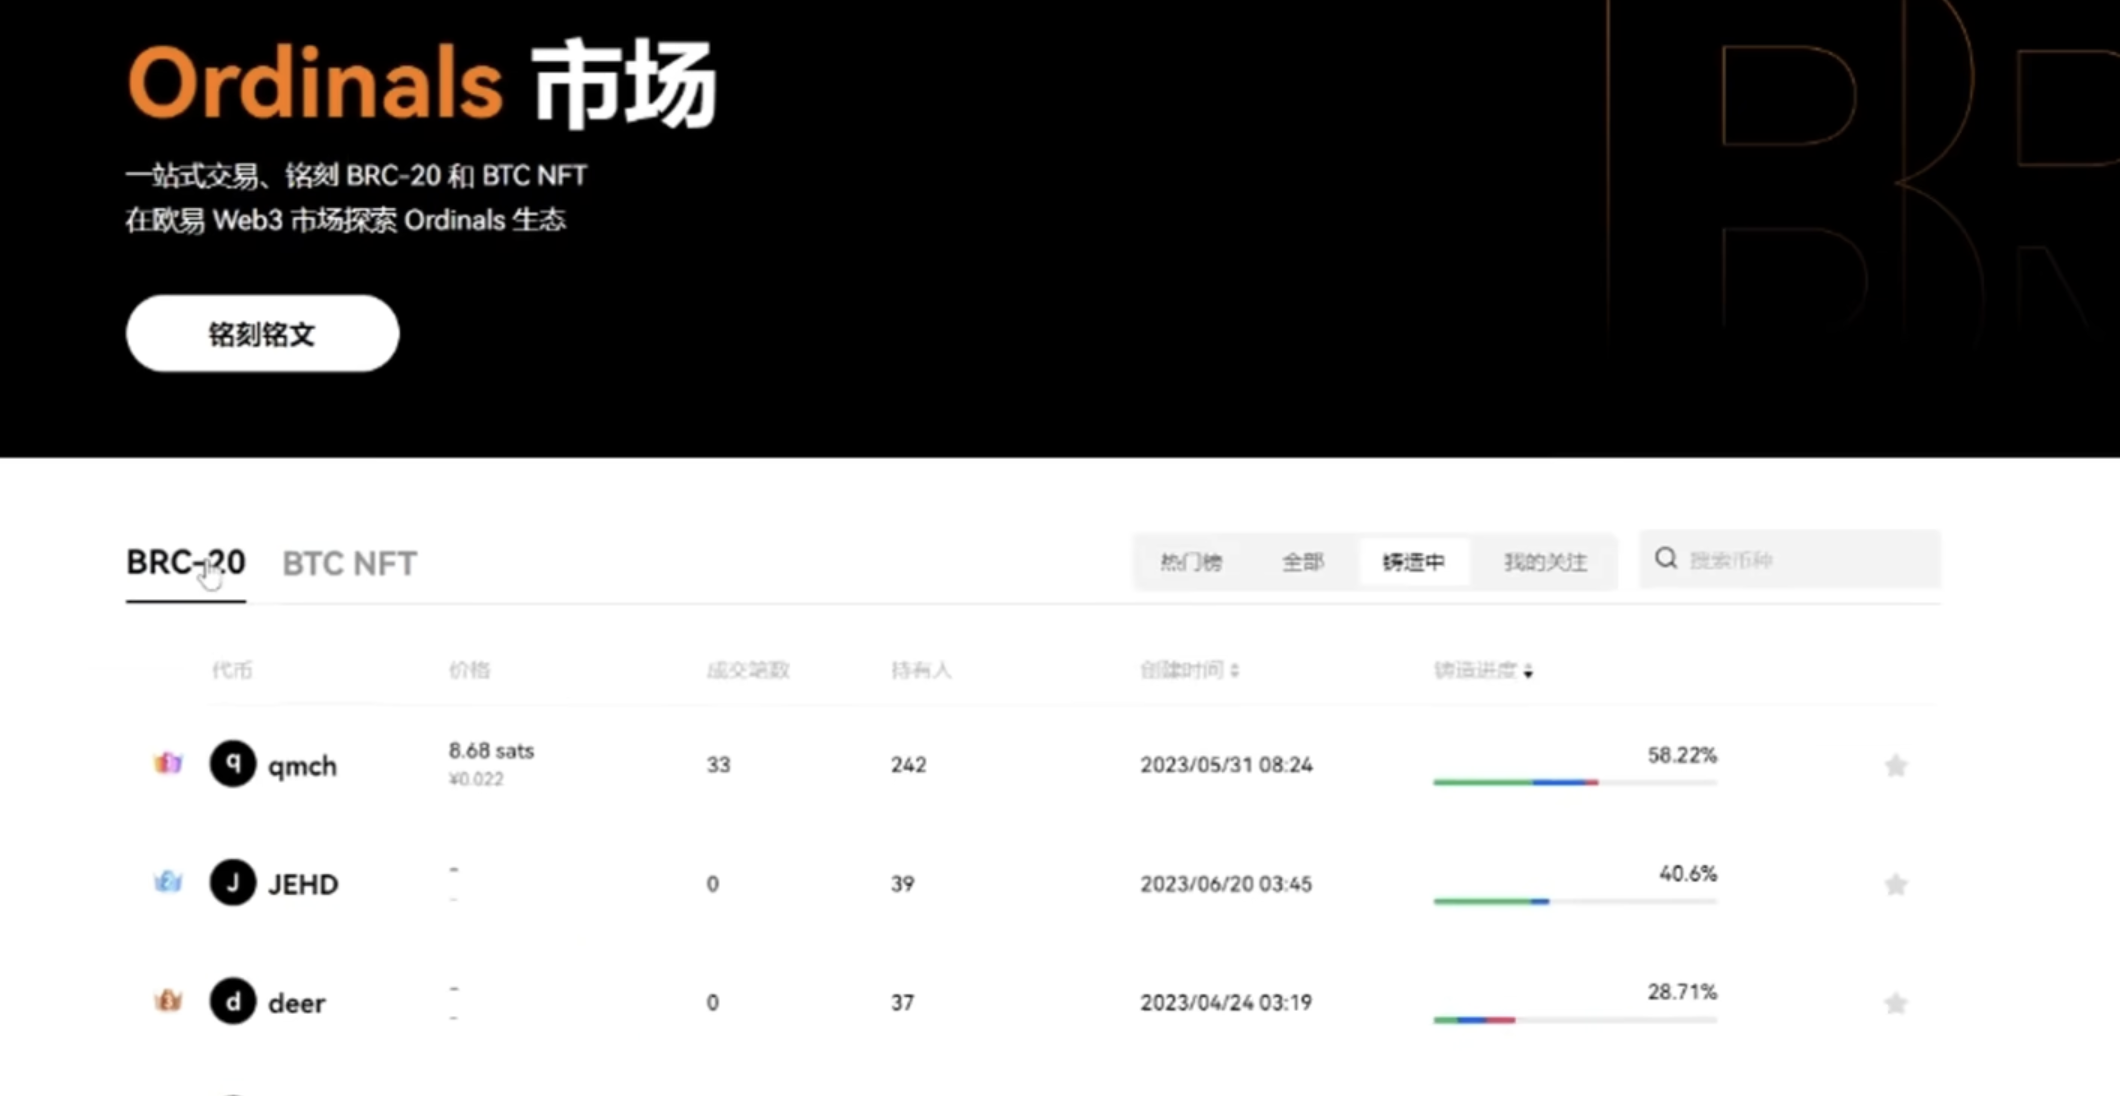 Ordinals 市场
一站式交易、铭刻 BRC-20 和 BTC NFT
在欧易 Web3 市场探索 Ordinals 生态
铭刻铭文
BRC-20 BTC NFT 热门榜 全部 铸造中 我的关注 搜索币种
代币 价格 成交笔数 持有人 创建时间 铸造进度
1 q qmch 8.68 sats 33 242 2023/05/31 08:24 58.22%
¥0.022
2 J JEHD - 0 39 2023/06/20 03:45 40.6%
-
3 d deer - 0 37 2023/04/24 03:19 28.71%
-